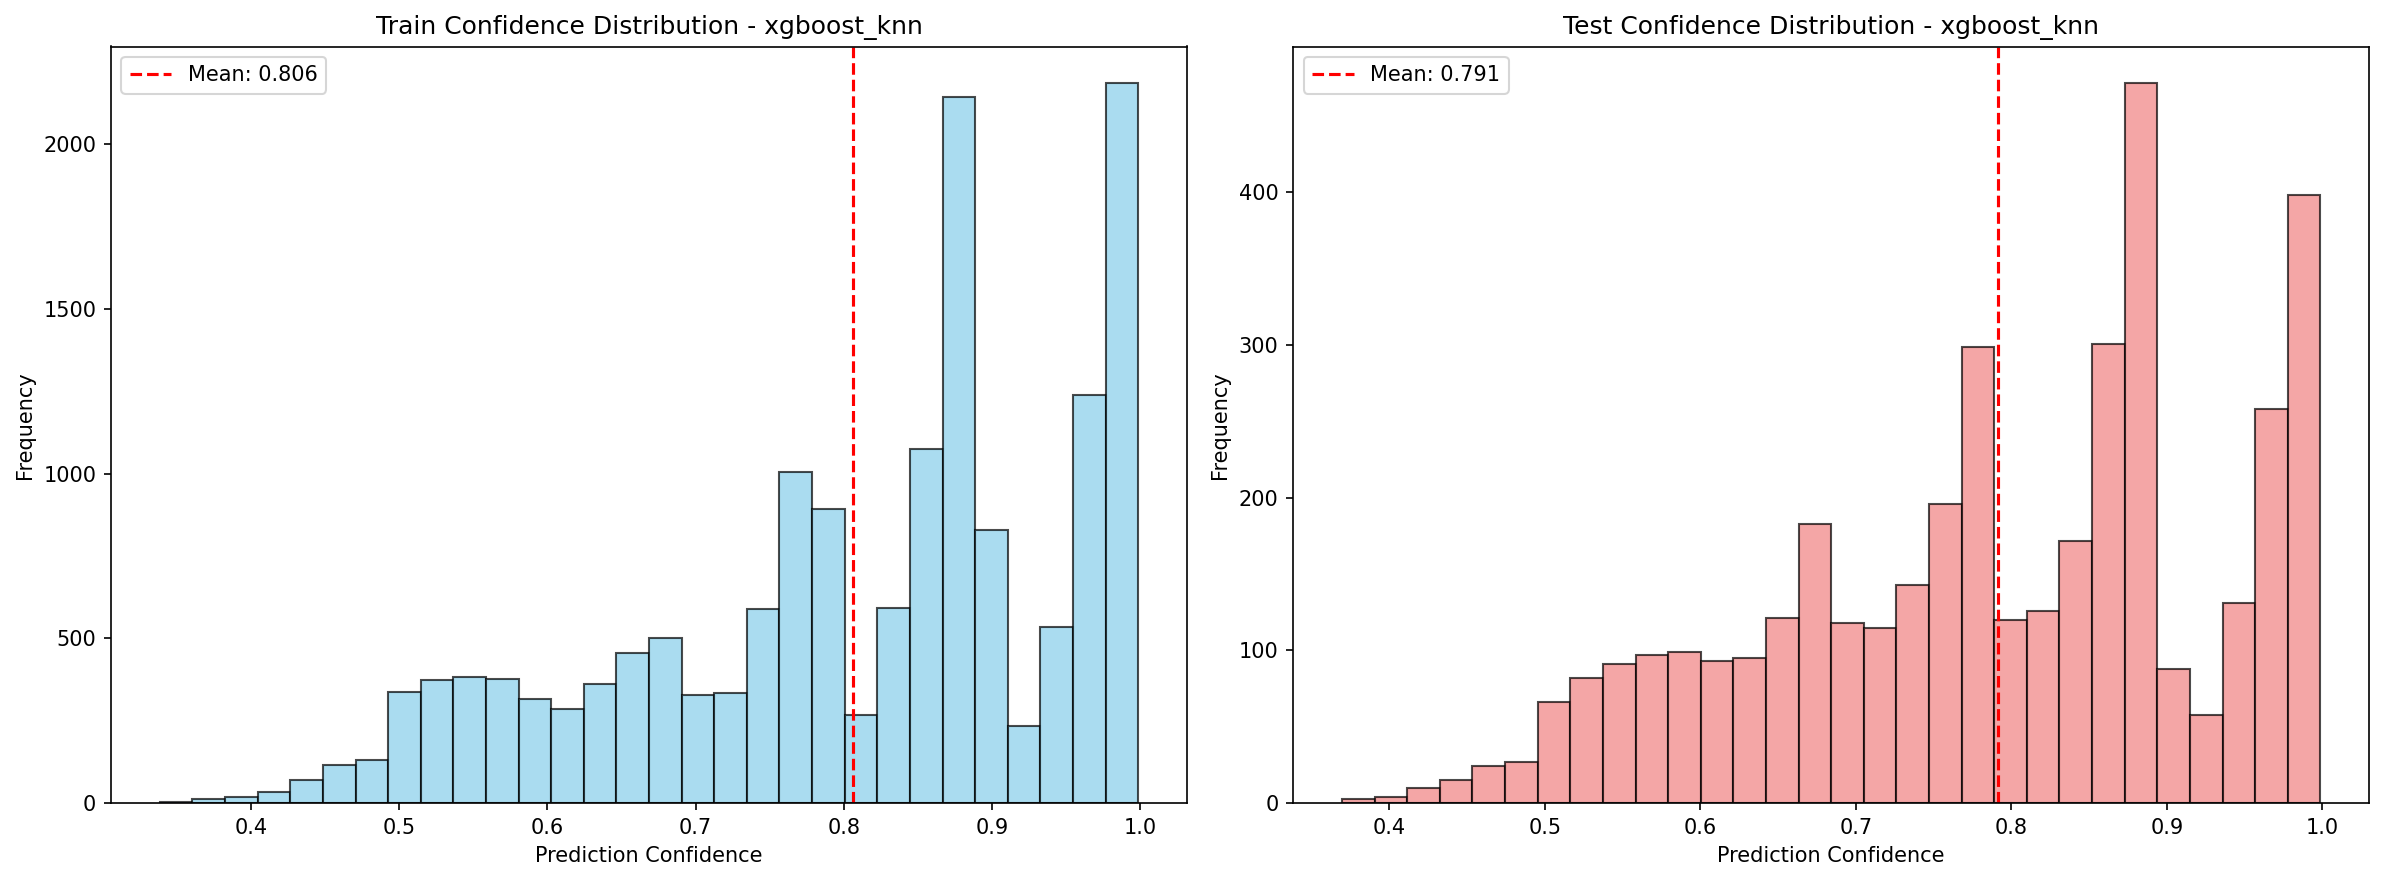 Train Confidence Distribution - xgboost_knn
Mean: 0.806
2000
1500
1000
500
0
Frequency
0.4 0.5 0.6 0.7 0.8 0.9 1.0
Prediction Confidence
Test Confidence Distribution - xgboost_knn
Mean: 0.791
400
300
200
100
0
Frequency
0.4 0.5 0.6 0.7 0.8 0.9 1.0
Prediction Confidence